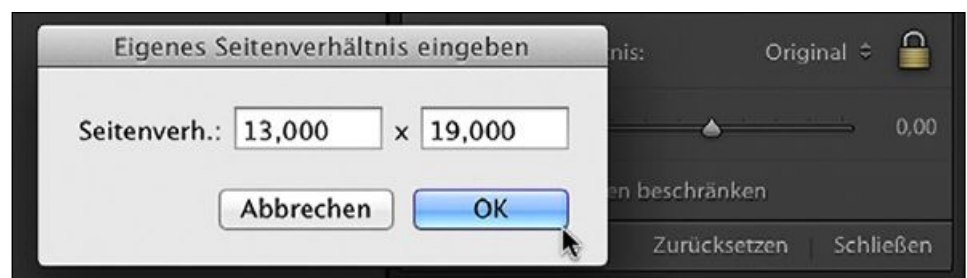 Eigenes Seitenverhältnis eingeben
nis: Original
Seitenverh.: 13,000 x 19,000
0,00
en beschränken
Abbrechen OK
Zurücksetzen Schließen